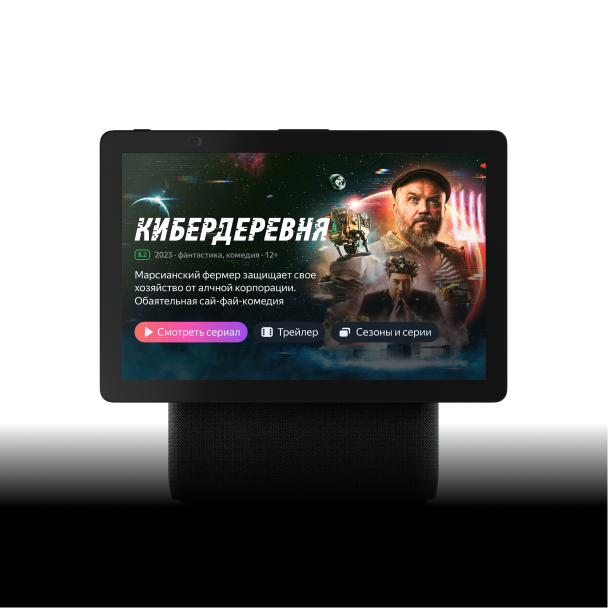 КИБЕРДЕРЕВНЯ
8.2 2023 · фантастика, комедия · 12+
Марсианский фермер защищает свое
хозяйство от алчной корпорации.
Обаятельная сай-фай-комедия
Смотреть сериал Трейлер Сезоны и серии